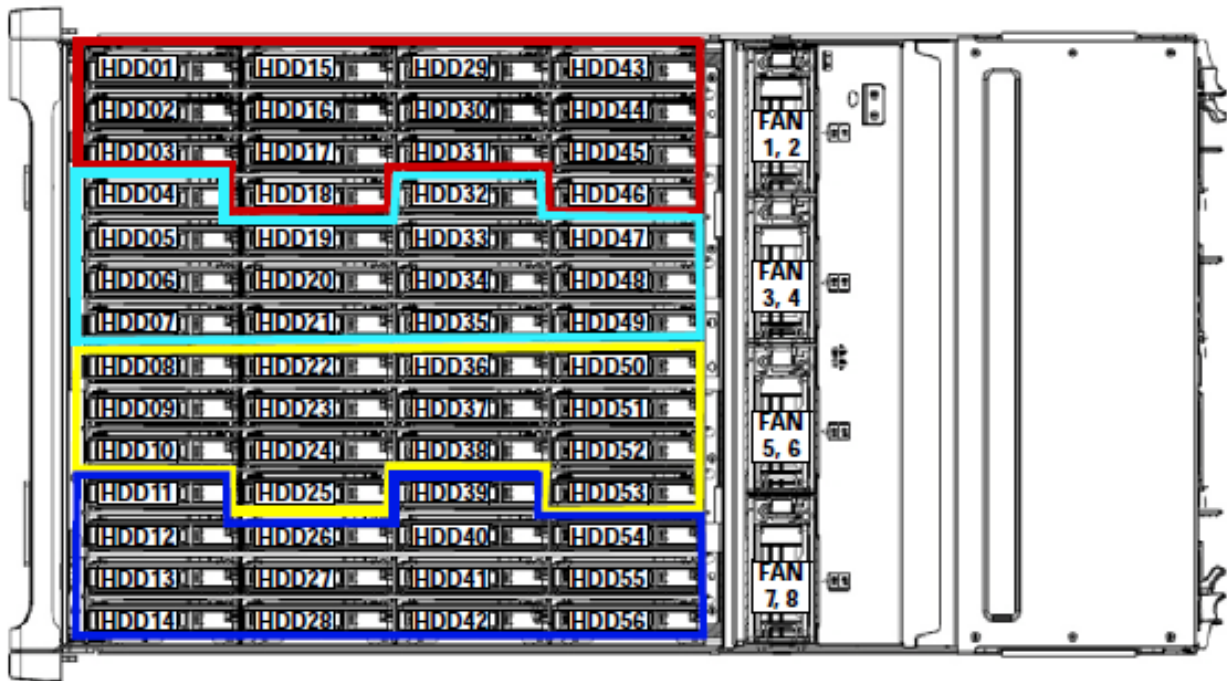 HDD01 HDD15 HDD29 HDD43
HDD02 HDD16 HDD30 HDD44
HDD03 HDD17 HDD31 HDD45
HDD04 HDD18 HDD32 HDD46
HDD05 HDD19 HDD33 HDD47
HDD06 HDD20 HDD34 HDD48
HDD07 HDD21 HDD35 HDD49
HDD08 HDD22 HDD36 HDD50
HDD09 HDD23 HDD37 HDD51
HDD10 HDD24 HDD38 HDD52
HDD11 HDD25 HDD39 HDD53
HDD12 HDD26 HDD40 HDD54
HDD13 HDD27 HDD41 HDD55
HDD14 HDD28 HDD42 HDD56
FAN
1, 2
FAN
3, 4
FAN
5, 6
FAN
7, 8